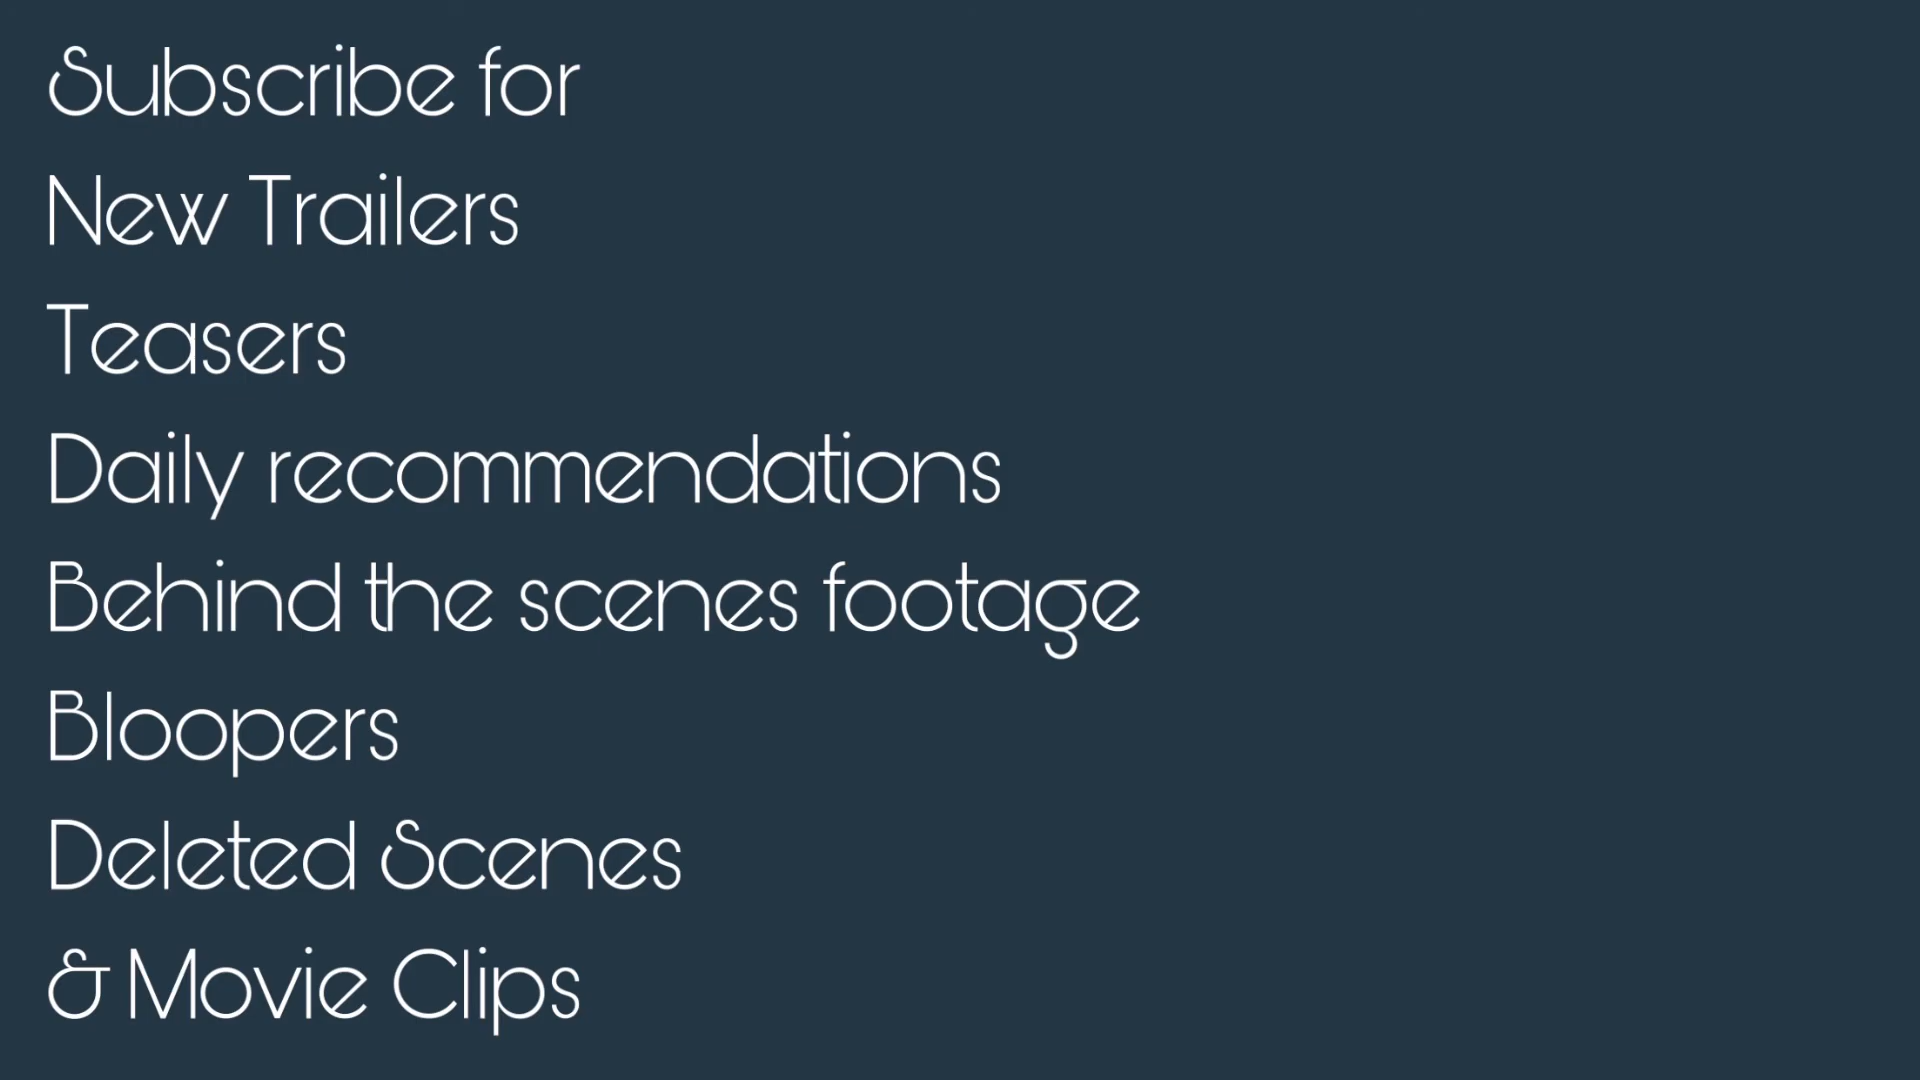 Subscribe for
New Trailers
Teasers
Daily recommendations
Behind the scenes footage
Bloopers
Deleted Scenes
& Movie Clips